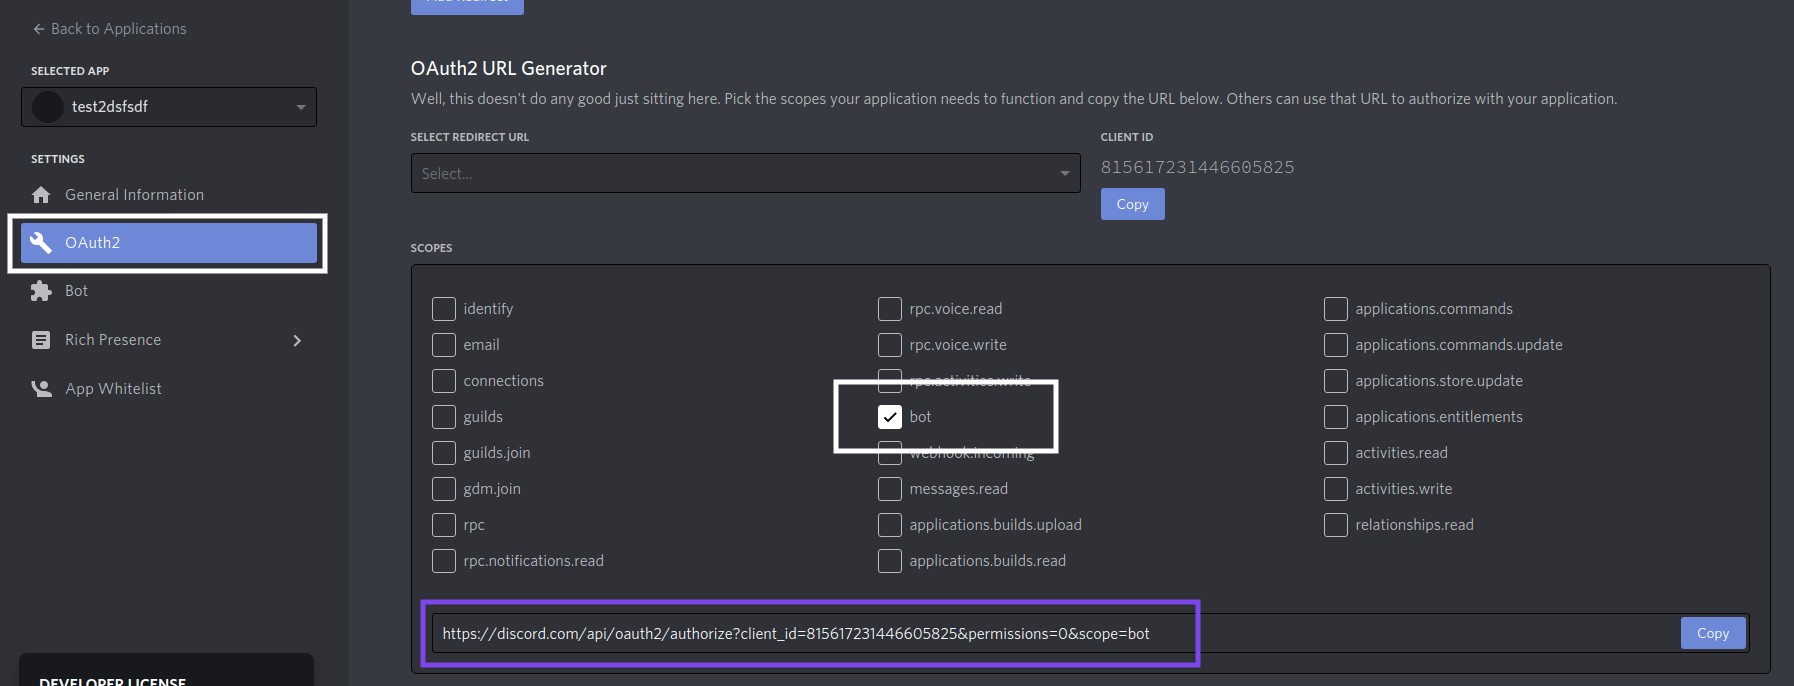 Add Redirect
← Back to Applications
SELECTED APP
test2dsfsdf
SETTINGS
General Information
OAuth2
Bot
Rich Presence
App Whitelist
DEVELOPER LICENSE
OAuth2 URL Generator
Well, this doesn't do any good just sitting here. Pick the scopes your application needs to function and copy the URL below. Others can use that URL to authorize with your application.
SELECT REDIRECT URL
Select...
CLIENT ID
815617231446605825
Copy
SCOPES
identify
email
connections
guilds
guilds.join
gdm.join
rpc
rpc.notifications.read
rpc.voice.read
rpc.voice.write
rpc.activities.write
bot
webhook.incoming
messages.read
applications.builds.upload
applications.builds.read
applications.commands
applications.commands.update
applications.store.update
applications.entitlements
activities.read
activities.write
relationships.read
https://discord.com/api/oauth2/authorize?client_id=815617231446605825&permissions=0&scope=bot
Copy